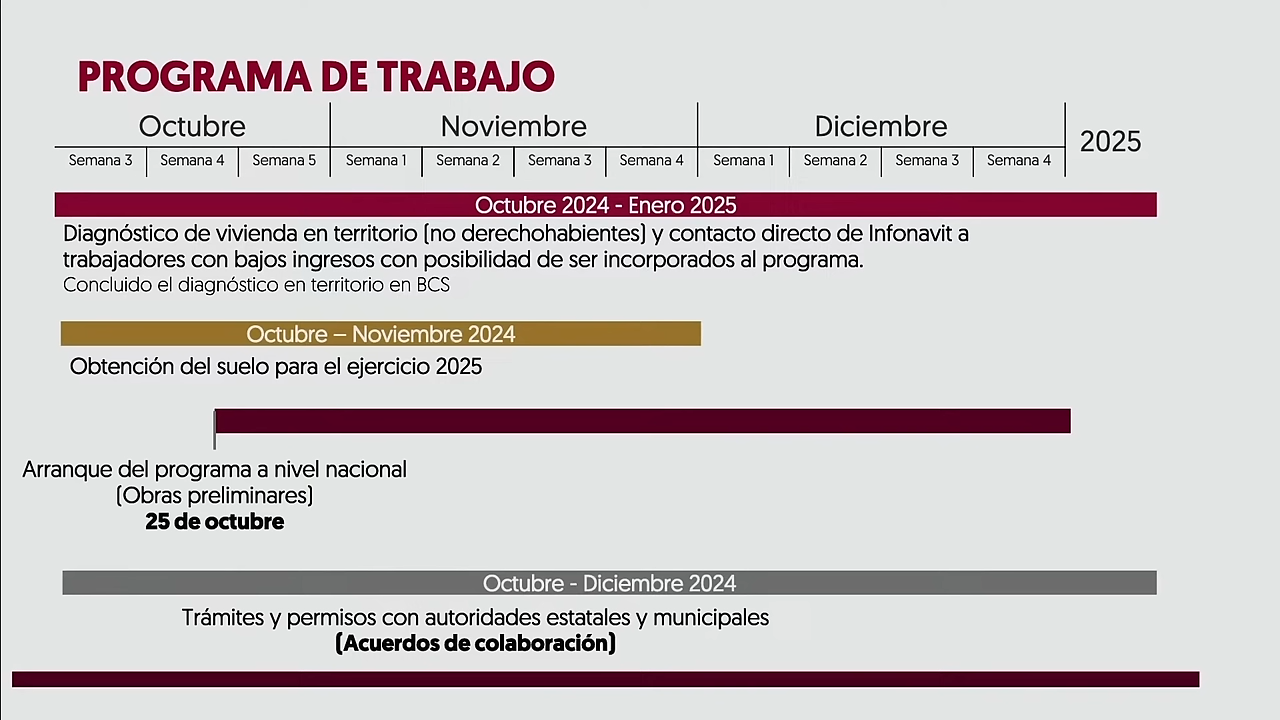 PROGRAMA DE TRABAJO
Octubre
Noviembre
Diciembre
2025
Semana 3
Semana 4
Semana 5
Semana 1
Semana 2
Semana 3
Semana 4
Semana 1
Semana 2
Semana 3
Semana 4
Octubre 2024 - Enero 2025
Diagnóstico de vivienda en territorio (no derechohabientes) y contacto directo de Infonavit a
trabajadores con bajos ingresos con posibilidad de ser incorporados al programa.
Concluido el diagnóstico en territorio en BCS
Octubre – Noviembre 2024
Obtención del suelo para el ejercicio 2025
Arranque del programa a nivel nacional
(Obras preliminares)
25 de octubre
Octubre - Diciembre 2024
Trámites y permisos con autoridades estatales y municipales
(Acuerdos de colaboración)